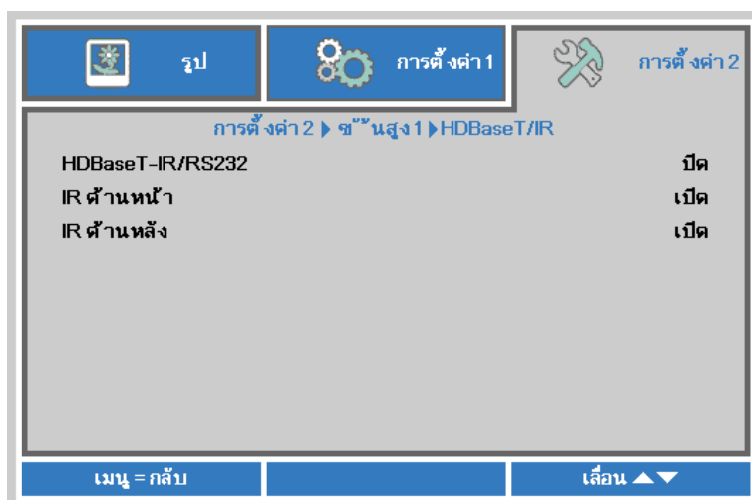 รูป
การตั้งค่า 1
การตั้งค่า 2
การตั้งค่า 2 ▶ ขั้นสูง 1 ▶ HDBaseT/IR
HDBaseT-IR/RS232 ปิด
IR ด้านหน้า เปิด
IR ด้านหลัง เปิด
เมนู = กลับ
เลื่อน ▲▼